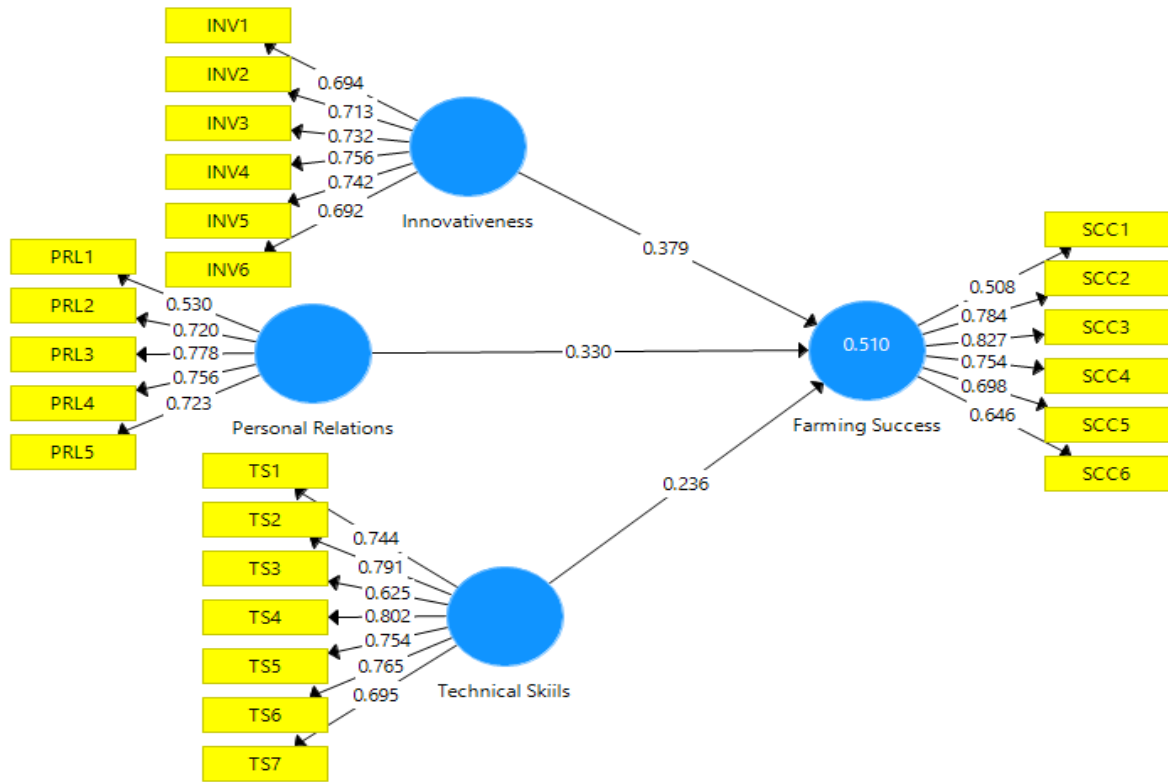 INV1
INV2
INV3
INV4
INV5
INV6
0.694
0.713
0.732
0.756
0.742
0.692
Innovativeness
0.379
PRL1
PRL2
PRL3
PRL4
PRL5
0.530
0.720
0.778
0.756
0.723
Personal Relations
0.330
TS1
TS2
TS3
TS4
TS5
TS6
TS7
0.744
0.791
0.625
0.802
0.754
0.765
0.695
Technical Skiils
0.236
0.510
Farming Success
0.508
0.784
0.827
0.754
0.698
0.646
SCC1
SCC2
SCC3
SCC4
SCC5
SCC6